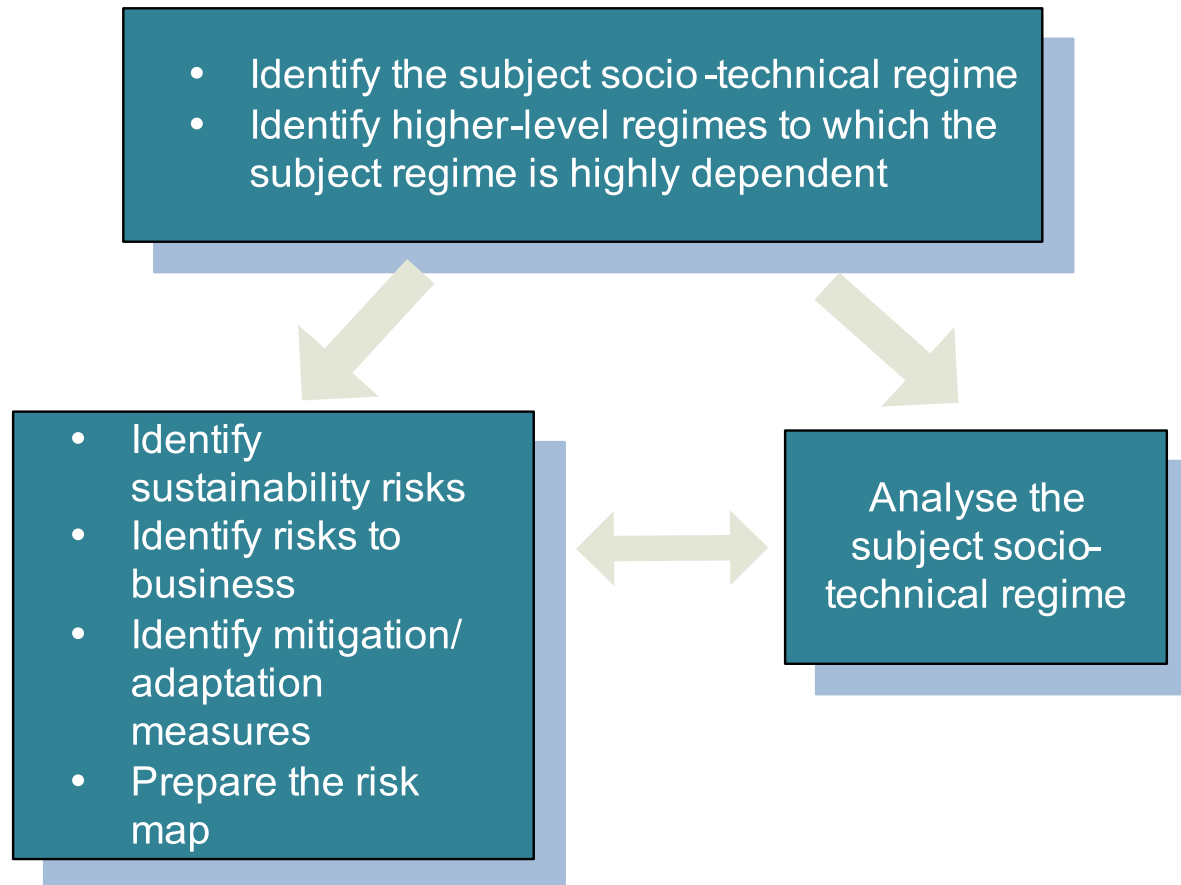 • Identify the subject socio-technical regime
• Identify higher-level regimes to which the
subject regime is highly dependent
• Identify
sustainability risks
• Identify risks to
business
• Identify mitigation/
adaptation
measures
• Prepare the risk
map
Analyse the
subject socio-
technical regime